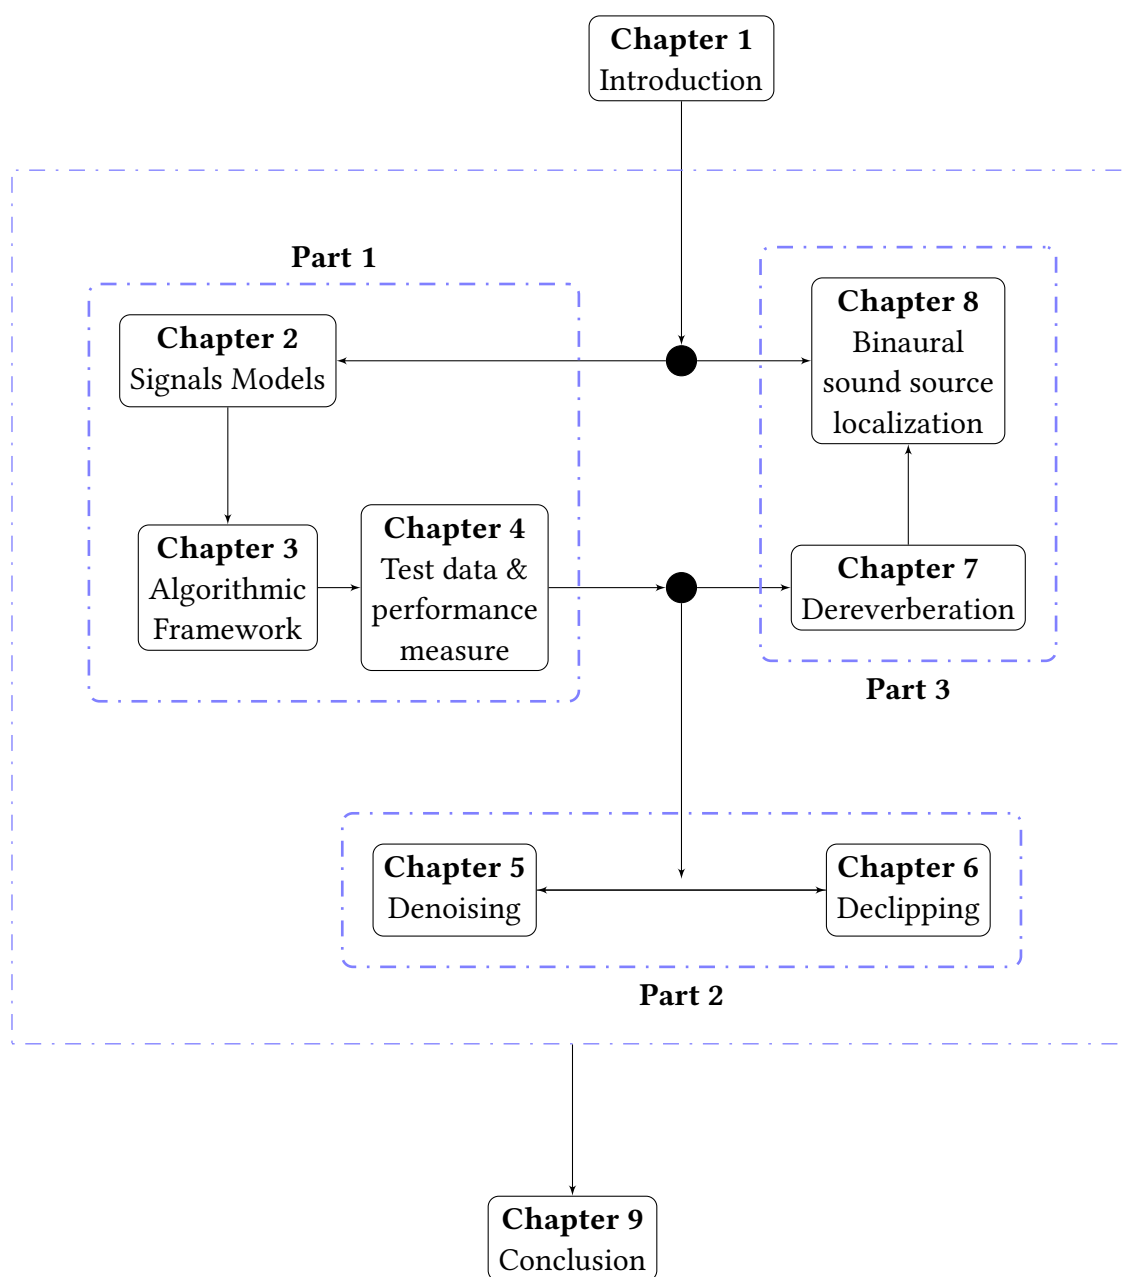 Chapter 1
Introduction
Part 1
Chapter 2
Signals Models
Chapter 3
Algorithmic
Framework
Chapter 4
Test data &
performance
measure
Chapter 8
Binaural
sound source
localization
Chapter 7
Dereverberation
Part 3
Chapter 5
Denoising
Chapter 6
Declipping
Part 2
Chapter 9
Conclusion